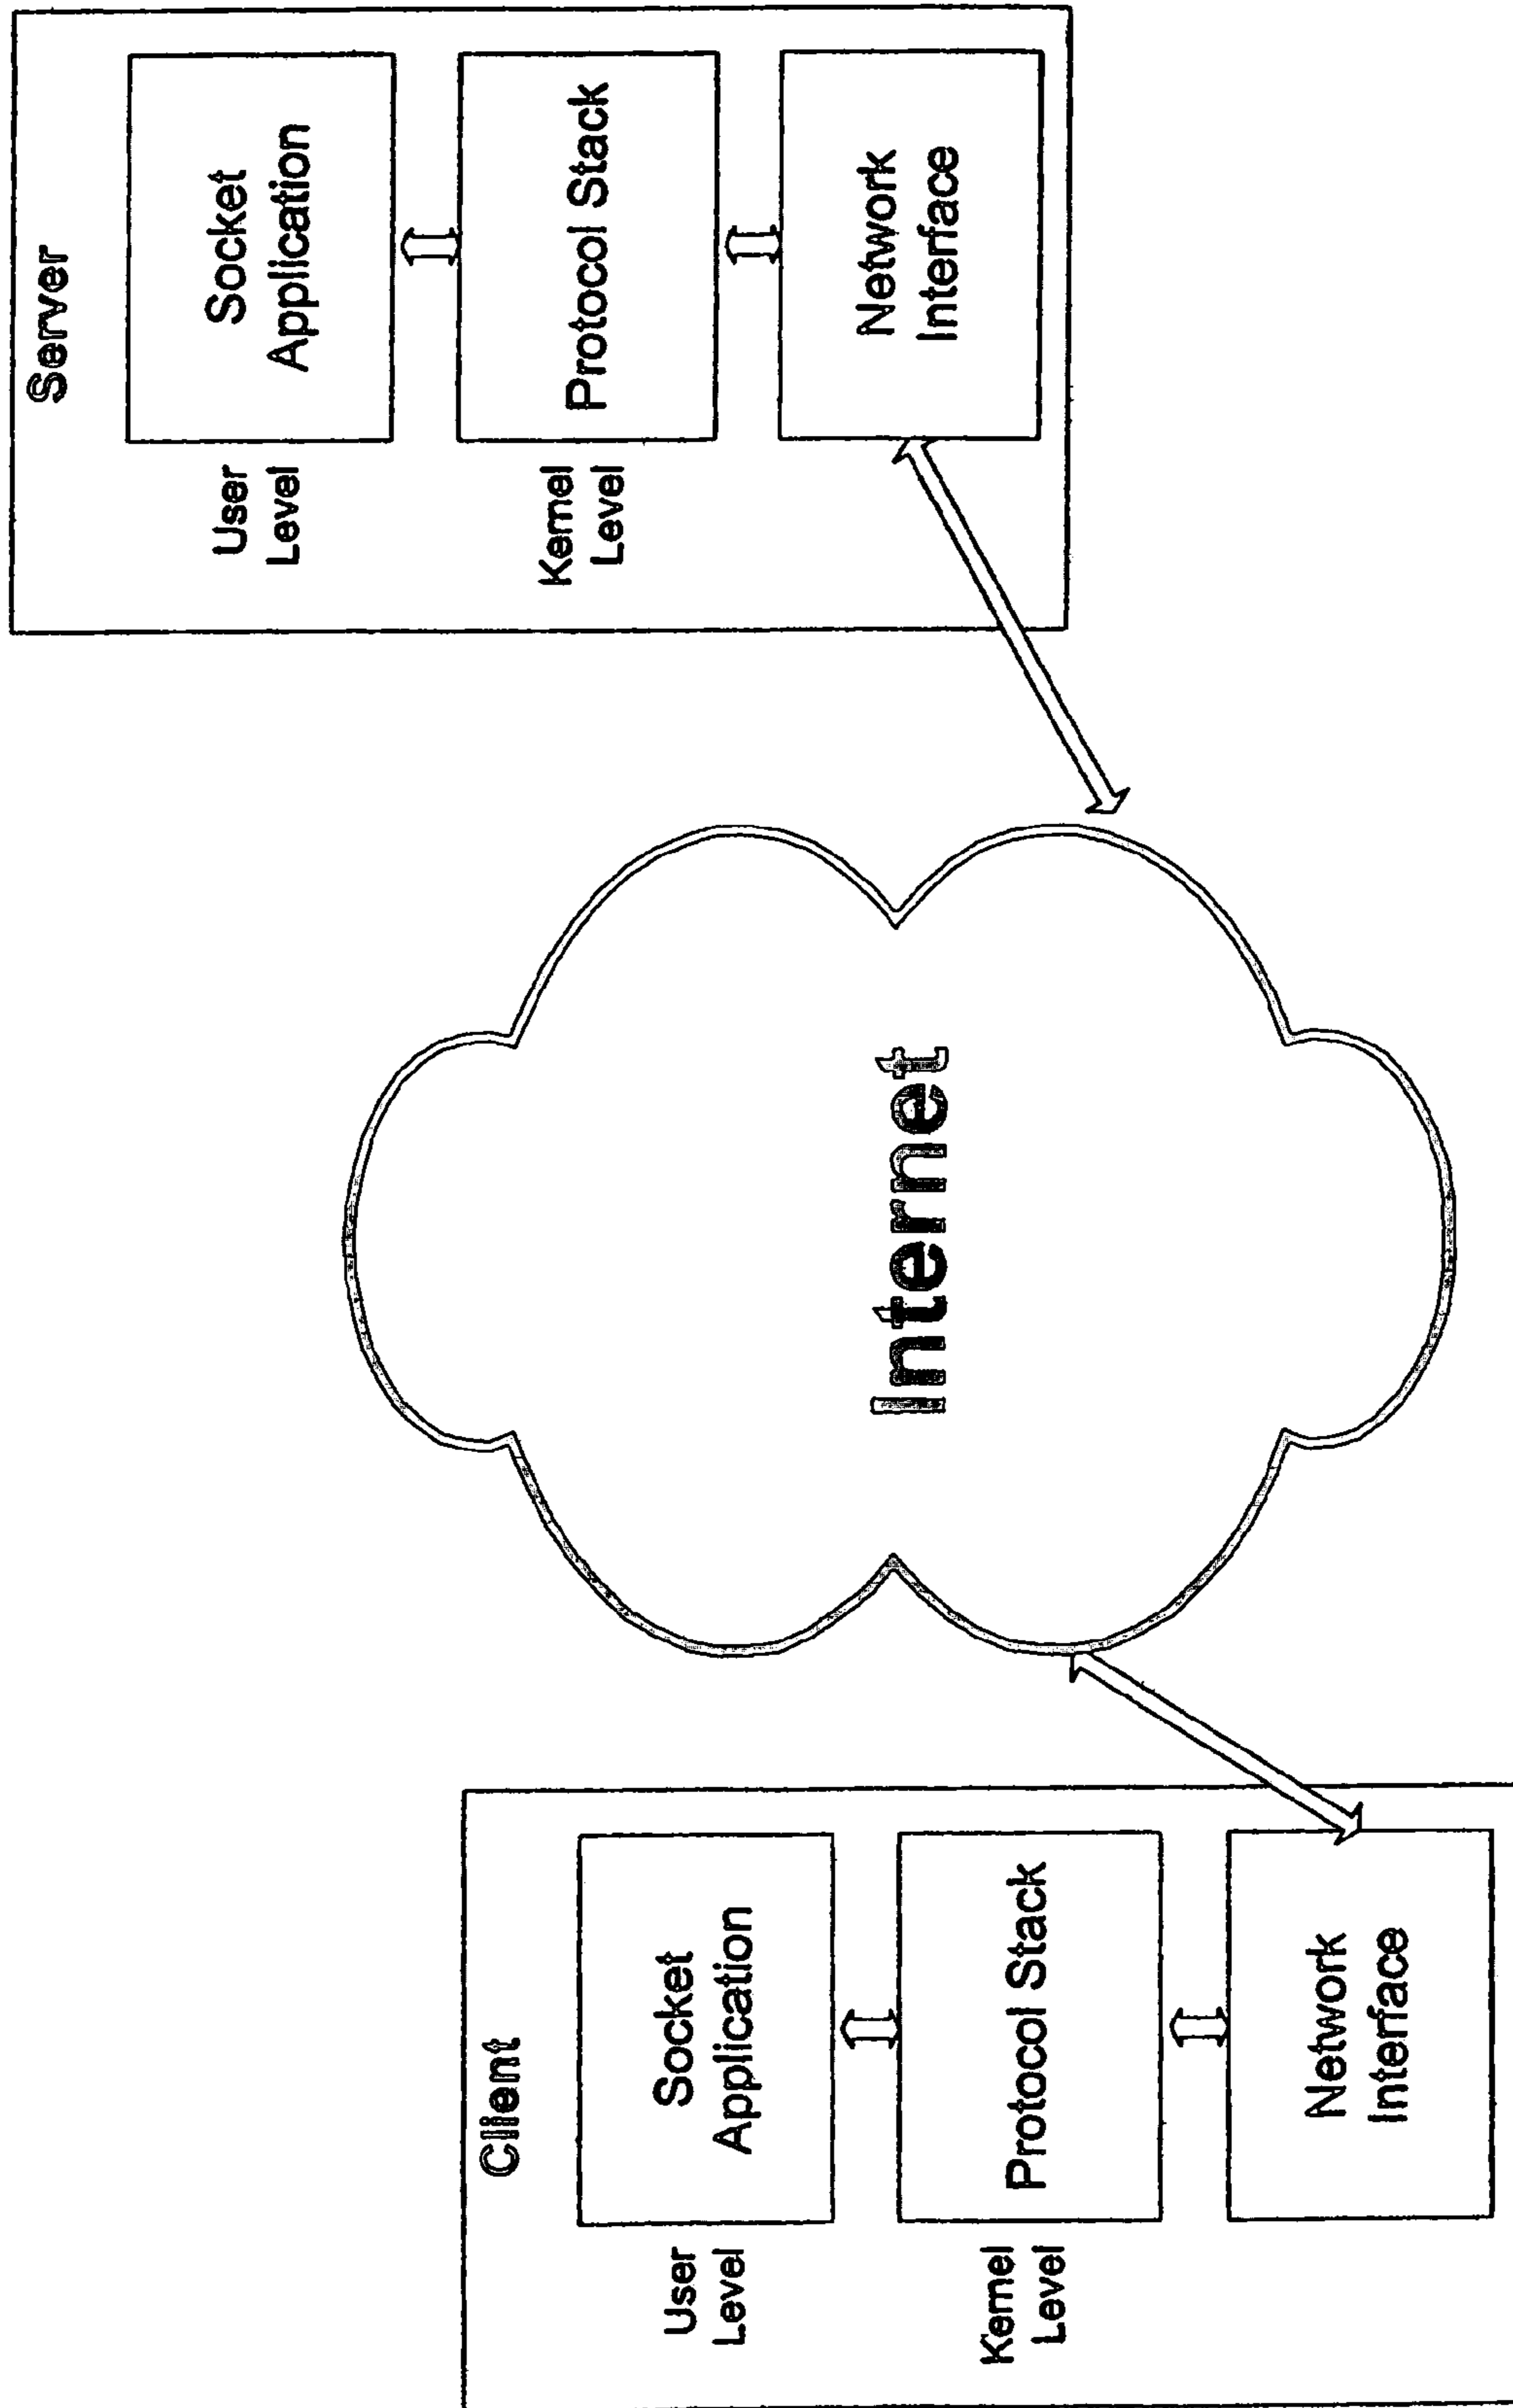 Client
User
Level
Socket
Application
Kernel
Level
Protocol Stack
Network
Interface
Internet
Server
User
Level
Socket
Application
Kernel
Level
Protocol Stack
Network
Interface